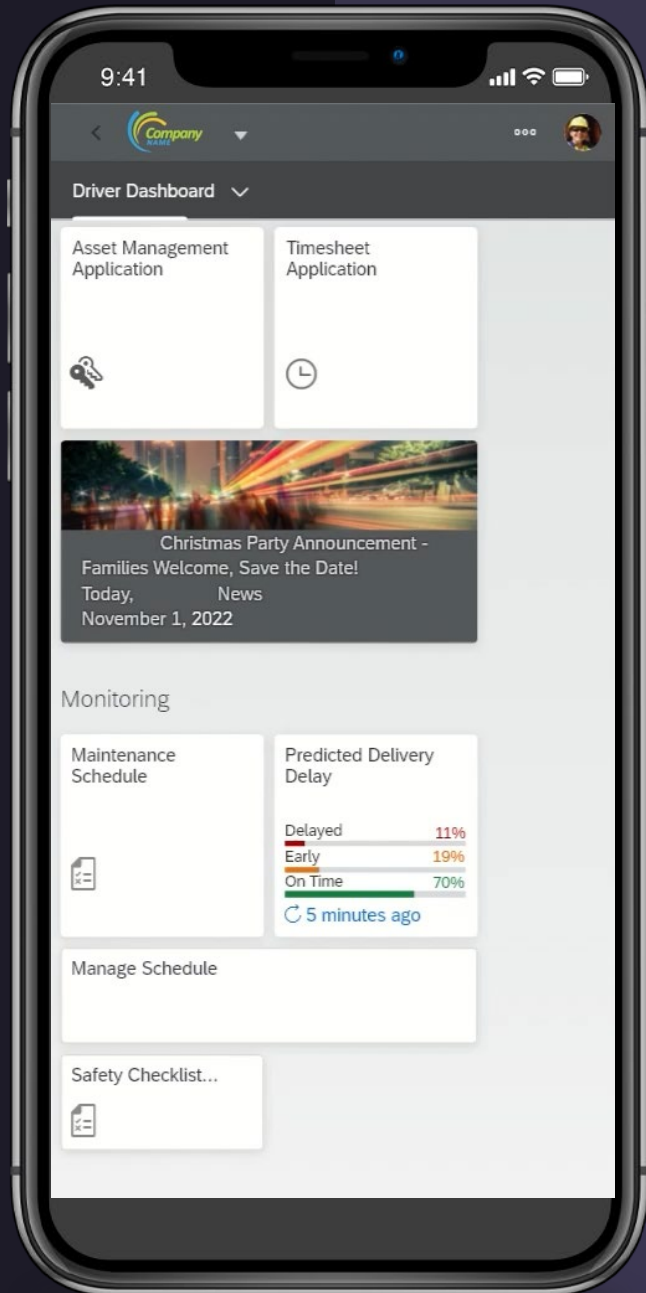 9:41
Company
NAME
Driver Dashboard
Asset Management
Application
Timesheet
Application
Christmas Party Announcement -
Families Welcome, Save the Date!
Today, News
November 1, 2022
Monitoring
Maintenance
Schedule
Predicted Delivery
Delay
Delayed 11%
Early 19%
On Time 70%
5 minutes ago
Manage Schedule
Safety Checklist...